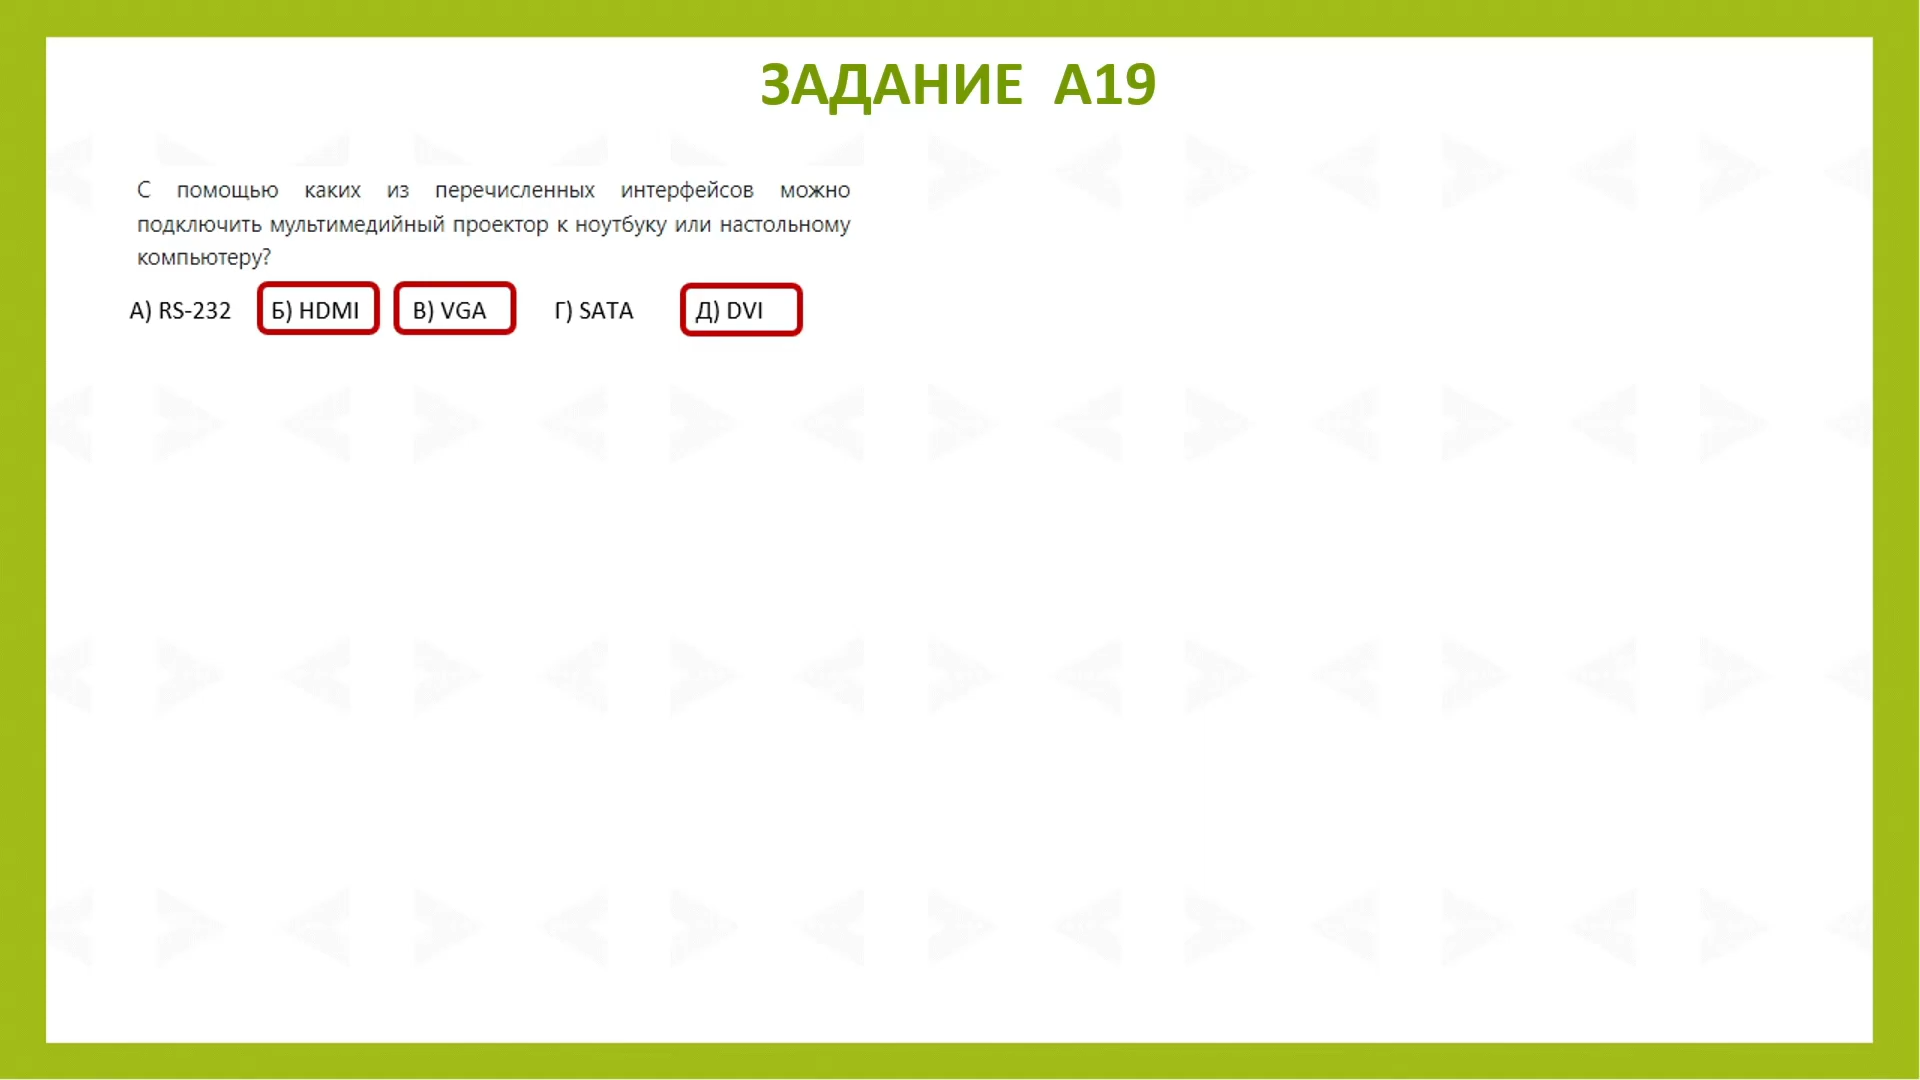 ЗАДАНИЕ А19
С помощью каких из перечисленных интерфейсов можно
подключить мультимедийный проектор к ноутбуку или настольному
компьютеру?
А) RS-232 Б) HDMI В) VGA Г) SATA Д) DVI